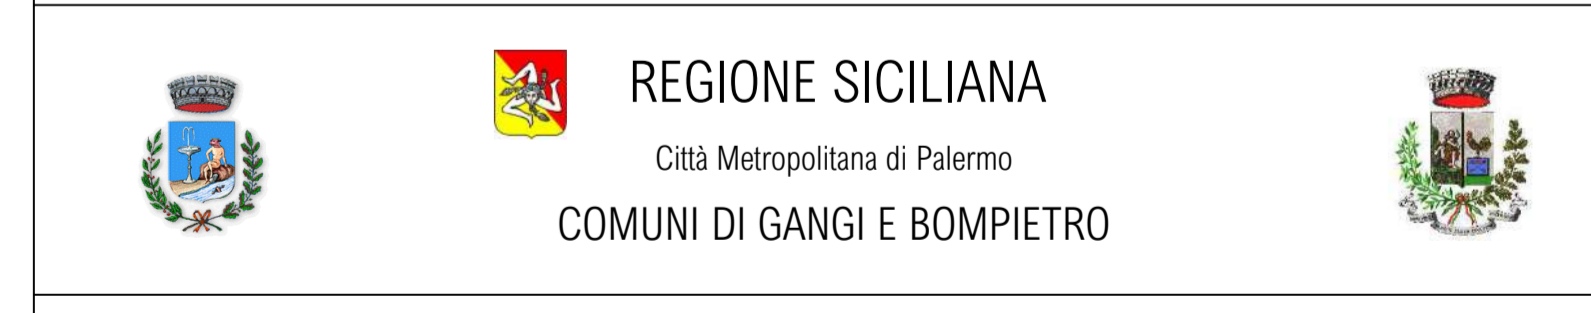 REGIONE SICILIANA
Città Metropolitana di Palermo
COMUNI DI GANGI E BOMPIETRO